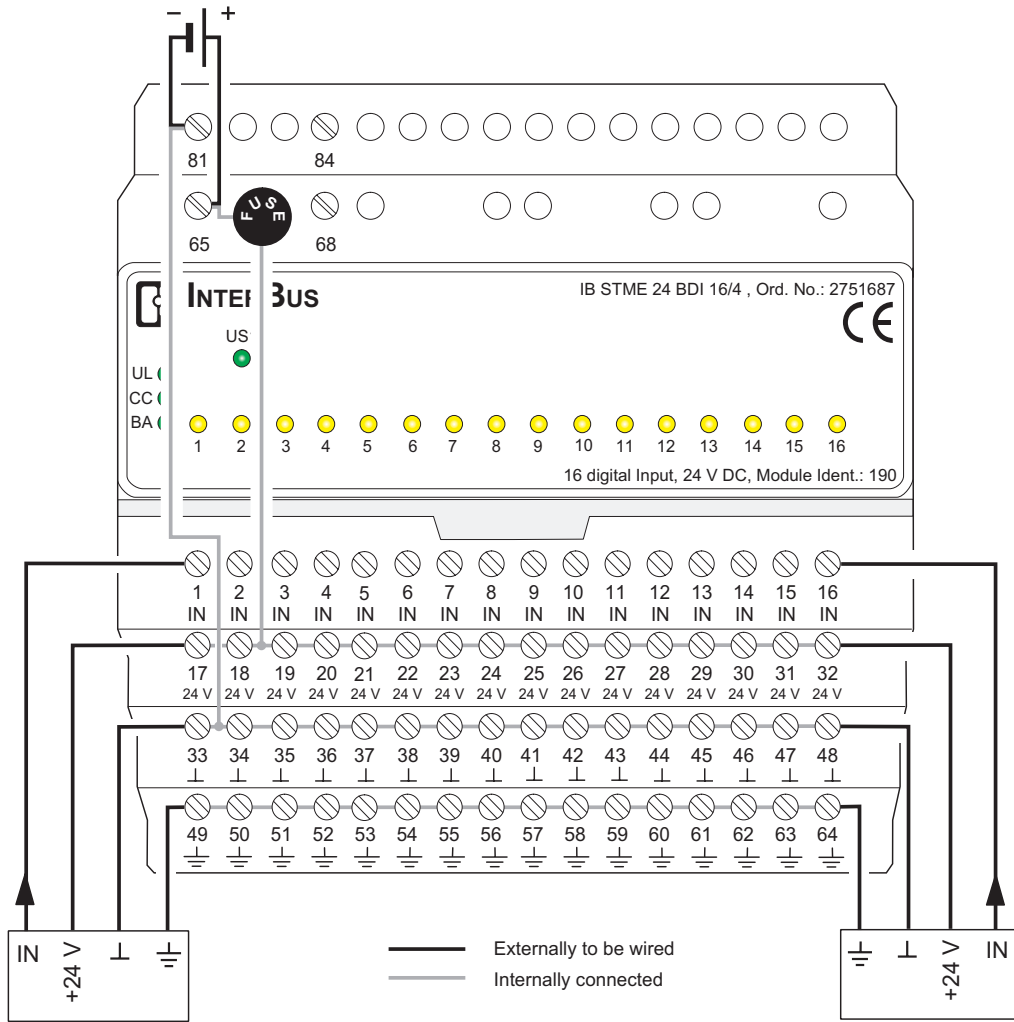 − +
81 84
FUSE
65 68
INTERBUS
IB STME 24 BDI 16/4 , Ord. No.: 2751687
CE
US
UL
CC
BA
1 2 3 4 5 6 7 8 9 10 11 12 13 14 15 16
16 digital Input, 24 V DC, Module Ident.: 190
1 2 3 4 5 6 7 8 9 10 11 12 13 14 15 16
IN IN IN IN IN IN IN IN IN IN IN IN IN IN IN IN
17 18 19 20 21 22 23 24 25 26 27 28 29 30 31 32
24 V 24 V 24 V 24 V 24 V 24 V 24 V 24 V 24 V 24 V 24 V 24 V 24 V 24 V 24 V 24 V
33 34 35 36 37 38 39 40 41 42 43 44 45 46 47 48
49 50 51 52 53 54 55 56 57 58 59 60 61 62 63 64
IN +24 V
Externally to be wired
Internally connected
+24 V IN